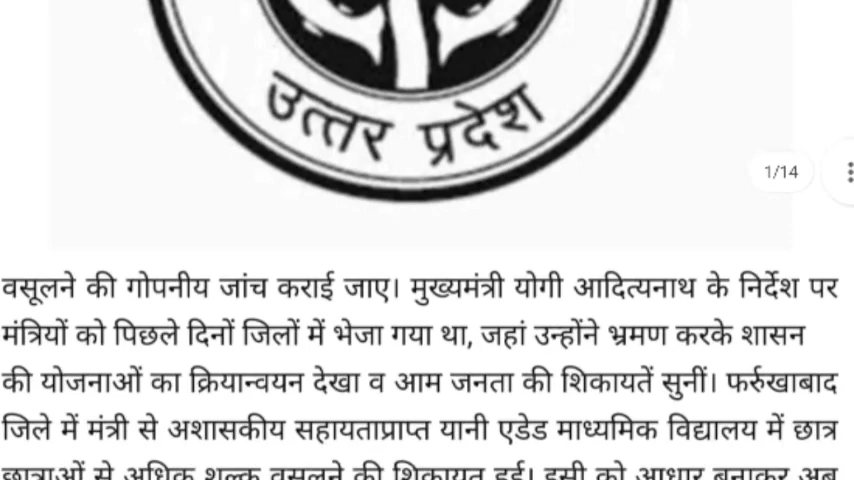 उत्तर प्रदेश
1/14
वसूलने की गोपनीय जांच कराई जाए। मुख्यमंत्री योगी आदित्यनाथ के निर्देश पर
मंत्रियों को पिछले दिनों जिलों में भेजा गया था, जहां उन्होंने भ्रमण करके शासन
की योजनाओं का क्रियान्वयन देखा व आम जनता की शिकायतें सुनीं। फर्रुखाबाद
जिले में मंत्री से अशासकीय सहायताप्राप्त यानी एडेड माध्यमिक विद्यालय में छात्र
छात्राओं से अधिक शुल्क वसूलने की शिकायत हुई। इसी को आधार बनाकर अब